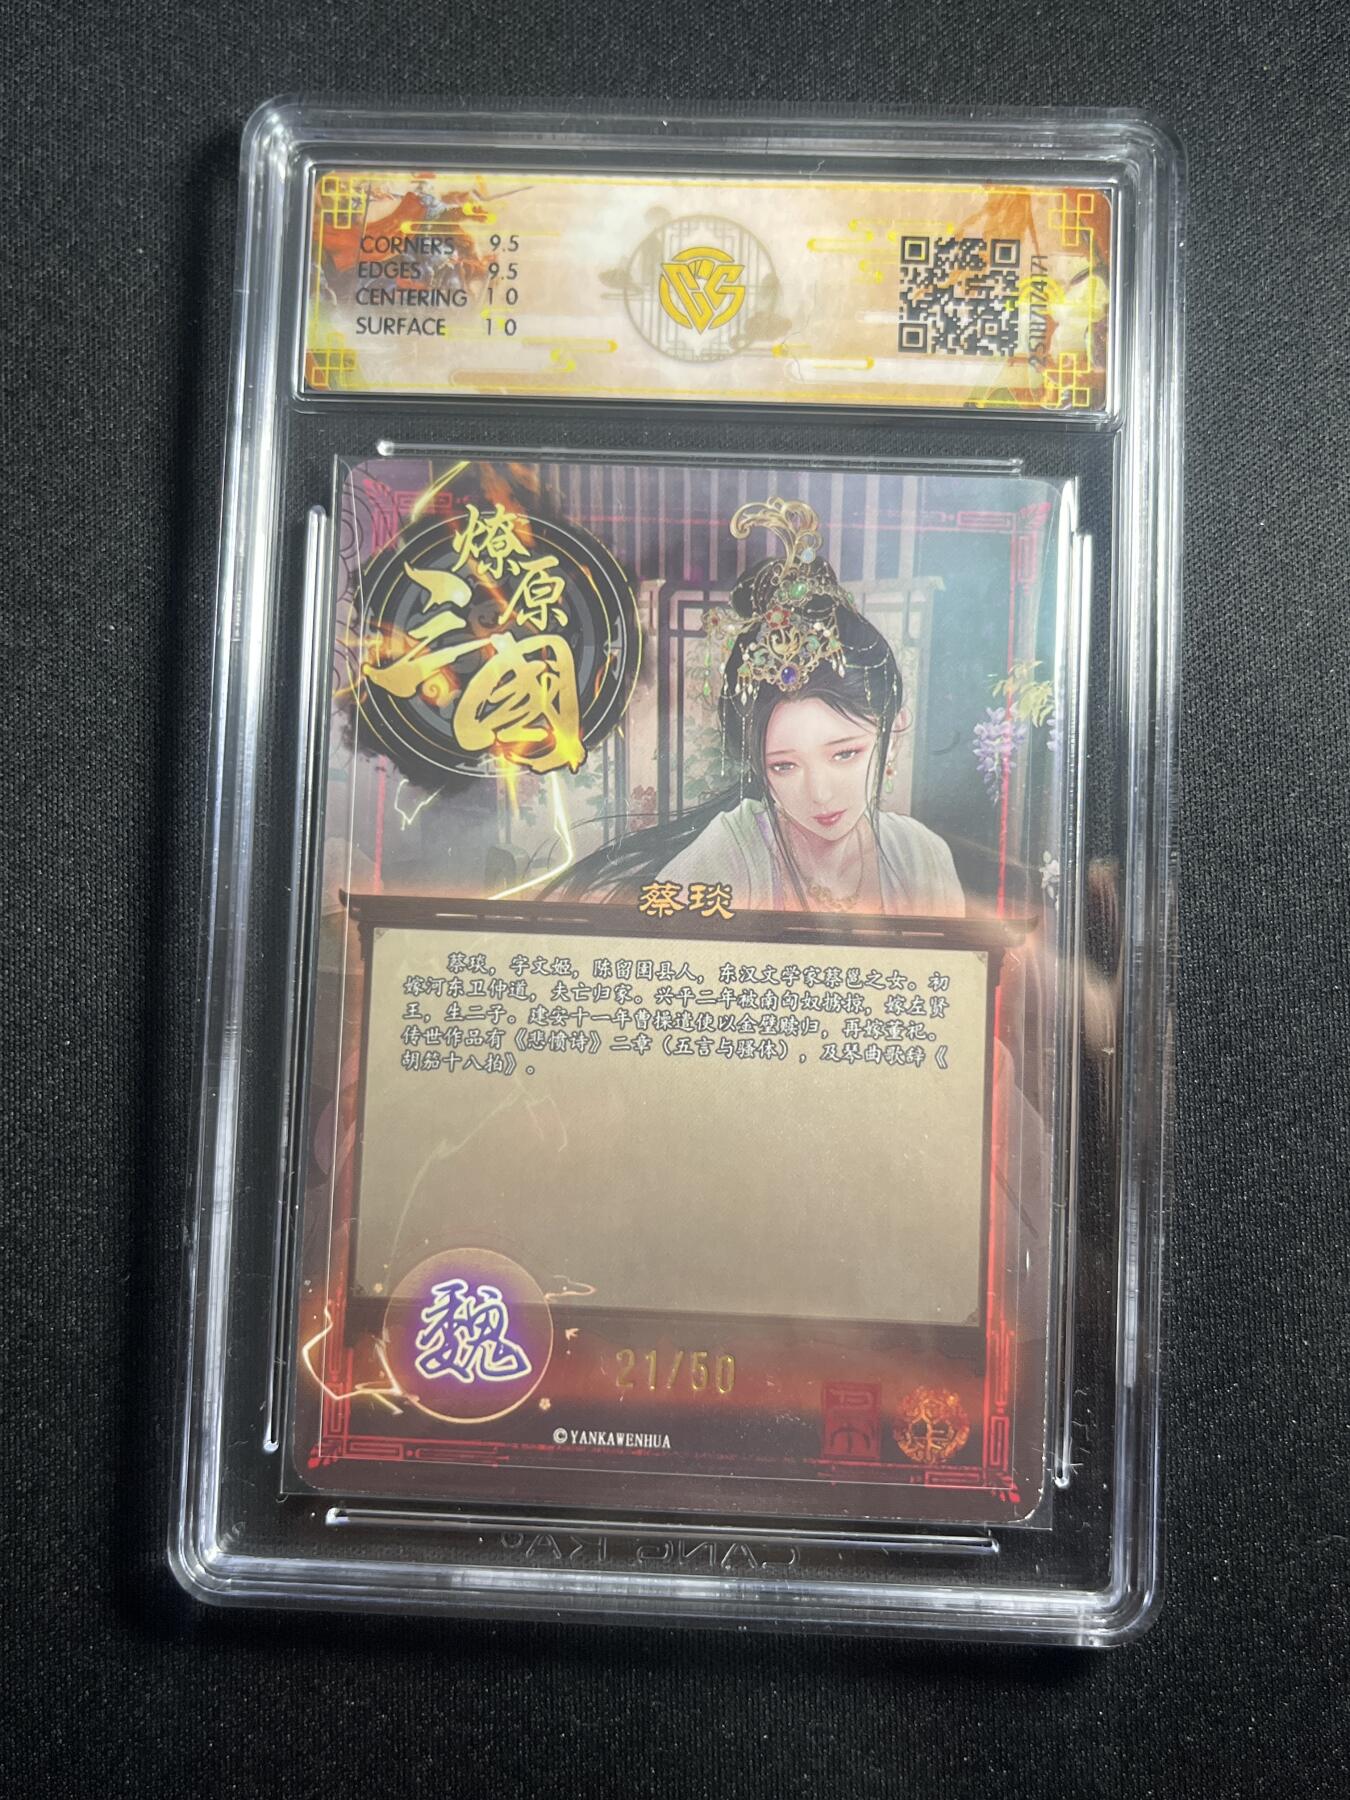 CORNERS 9.5
EDGES 9.5
CENTERING 10
SURFACE 10
燎原
三國
蔡琰
蔡琰，字文姬，陈留圉县人，东汉文学家蔡邕之女。初
嫁河东卫仲道，夫亡归家。兴平二年被南匈奴掳掠，嫁左贤
王，生二子。建安十一年曹操遣使以金璧赎归，再嫁董祀。
传世作品有《悲愤诗》二章（五言与骚体），及琴曲歌辞《
胡笳十八拍》。
魏
21/50
©YANKAWENHUA
CANG KA